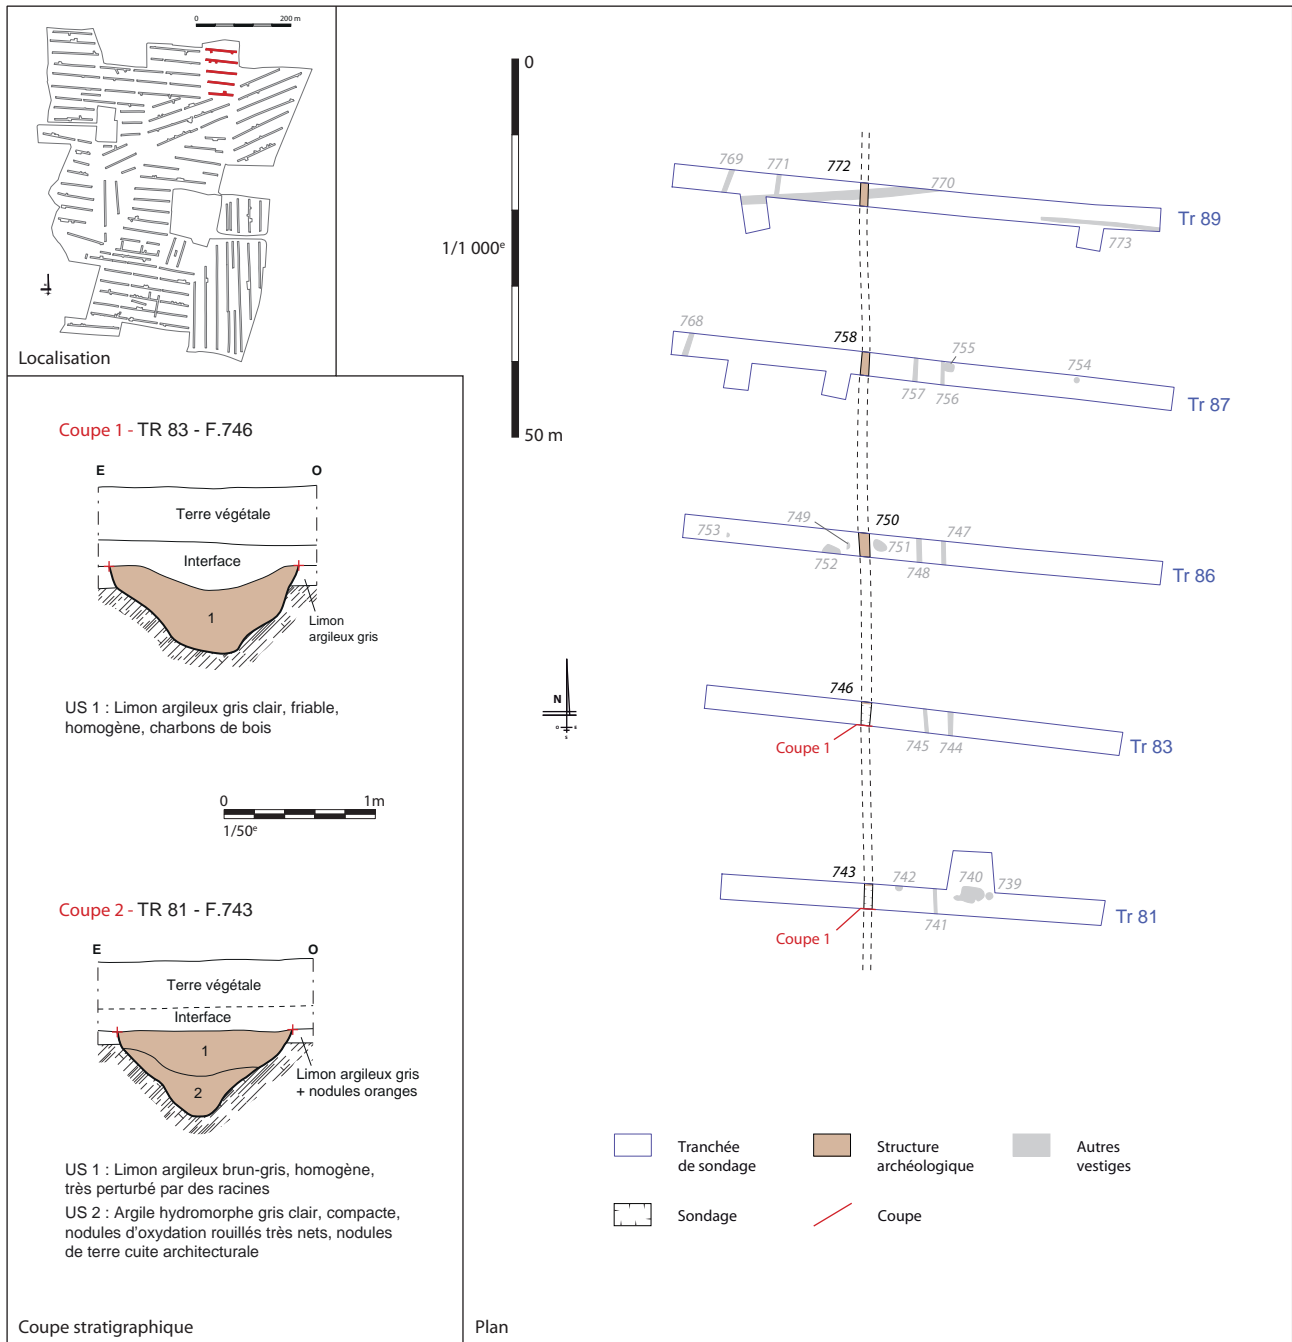 0
200 m
Localisation
Coupe 1 - TR 83 - F.746
E
O
Terre végétale
Interface
1
Limon
argileux gris
US 1 : Limon argileux gris clair, friable,
homogène, charbons de bois
0
1m
1/50e
Coupe 2 - TR 81 - F.743
E
O
Terre végétale
Interface
1
2
Limon argileux gris
+ nodules oranges
US 1 : Limon argileux brun-gris, homogène,
très perturbé par des racines
US 2 : Argile hydromorphe gris clair, compacte,
nodules d'oxydation rouillés très nets, nodules
de terre cuite architecturale
Coupe stratigraphique
0
1/1 000e
50 m
769
771
772
770
773
Tr 89
768
758
757
756
755
754
Tr 87
753
749
752
750
751
748
747
Tr 86
N
746
Coupe 1
745
744
Tr 83
743
742
741
740
739
Coupe 1
Tr 81
Tranchée
de sondage
Structure
archéologique
Autres
vestiges
Sondage
Coupe
Plan